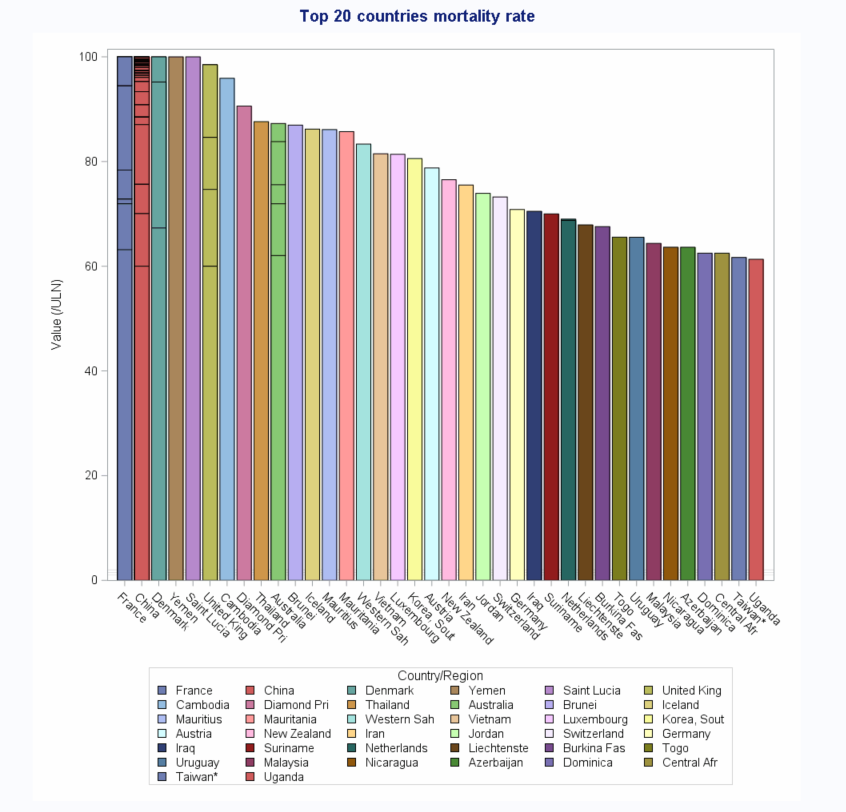 Top 20 countries mortality rate
100
80
60
40
20
0
Value (/ULN)
France
China
Denmark
Yemen
Saint Lucia
United King
Cambodia
Diamond Pri
Thailand
Australia
Brunei
Iceland
Mauritius
Mauritania
Western Sah
Vietnam
Luxembourg
Korea, Sout
Austria
New Zealand
Iran
Jordan
Switzerland
Germany
Iraq
Suriname
Netherlands
Liechtenste
Burkina Fas
Togo
Uruguay
Malaysia
Nicaragua
Azerbaijan
Dominica
Central Afr
Taiwan*
Uganda
Country/Region
France China Denmark Yemen Saint Lucia United King
Cambodia Diamond Pri Thailand Australia Brunei Iceland
Mauritius Mauritania Western Sah Vietnam Luxembourg Korea, Sout
Austria New Zealand Iran Jordan Switzerland Germany
Iraq Suriname Netherlands Liechtenste Burkina Fas Togo
Uruguay Malaysia Nicaragua Azerbaijan Dominica Central Afr
Taiwan* Uganda